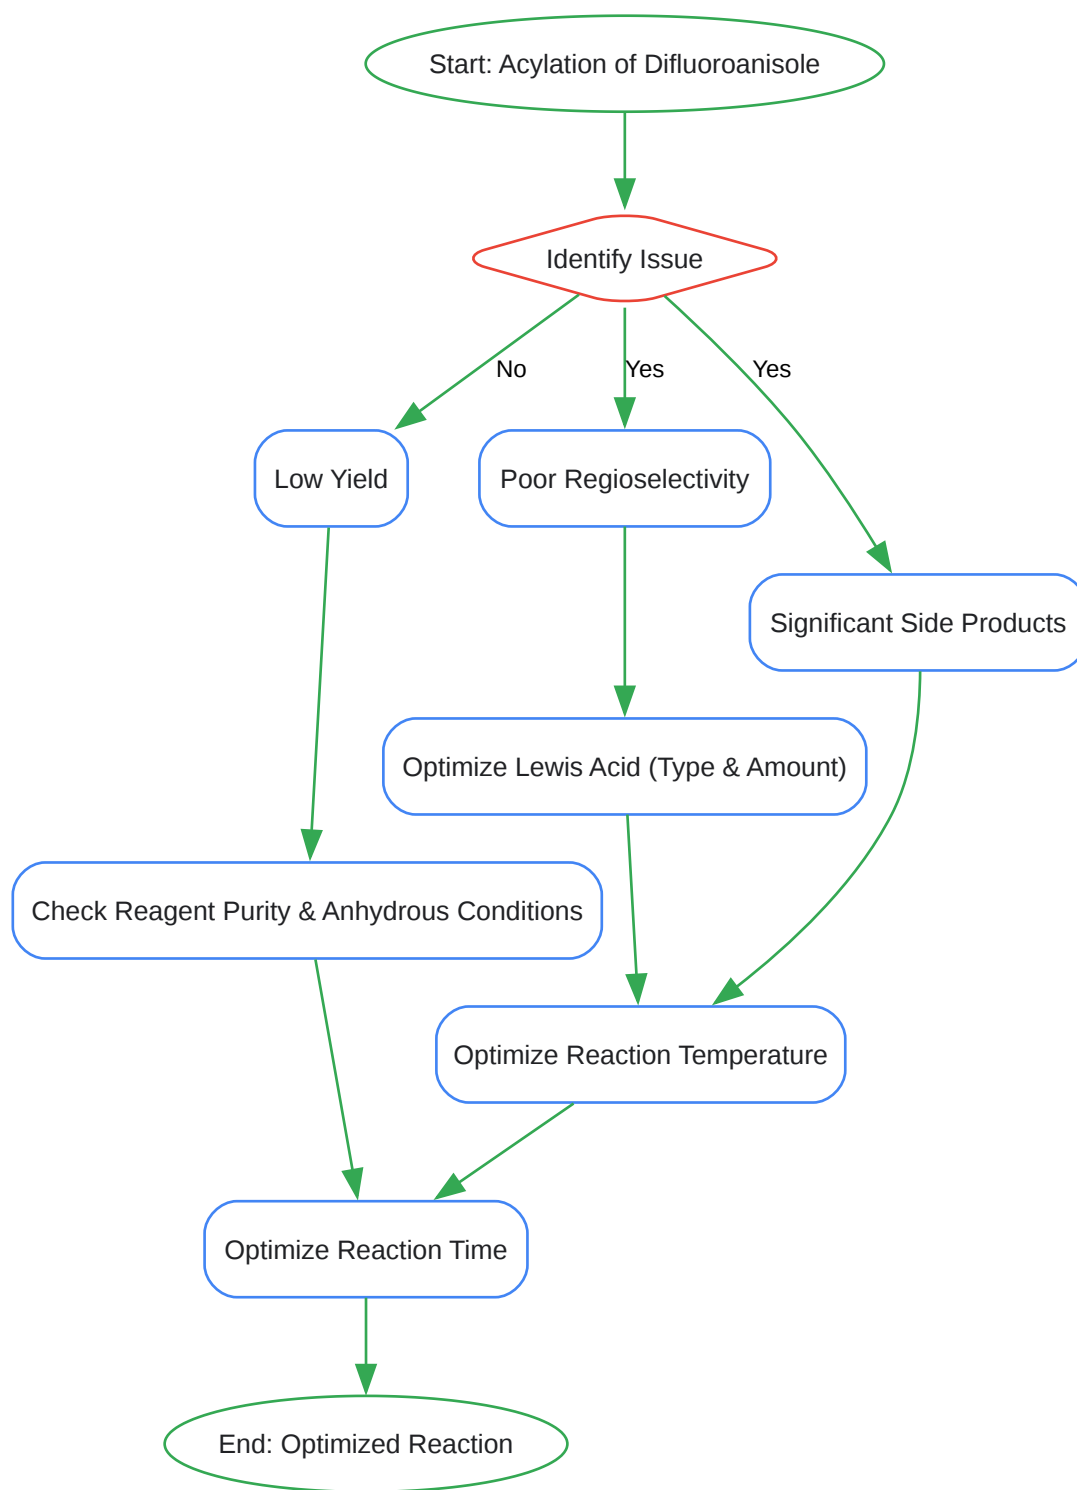 Start: Acylation of Difluoroanisole
Identify Issue
No
Yes
Yes
Low Yield
Poor Regioselectivity
Significant Side Products
Optimize Lewis Acid (Type & Amount)
Check Reagent Purity & Anhydrous Conditions
Optimize Reaction Temperature
Optimize Reaction Time
End: Optimized Reaction